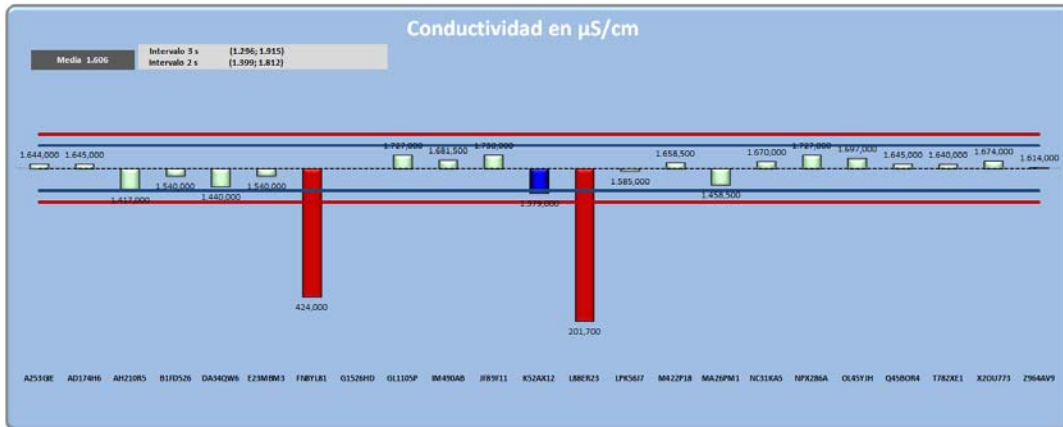 Conductividad en µS/cm
Media 1.606
Intervalo 3 s (1.296; 1.915)
Intervalo 2 s (1.399; 1.812)
1.644,000 1.645,000 1.417,000 1.540,000 1.440,000 1.540,000 424,000 1.727,000 1.681,500 1.730,000 1.379,000 201,700 1.585,000 1.658,500 1.458,500 1.670,000 1.727,000 1.697,000 1.645,000 1.640,000 1.674,000 1.614,000
A253GIE AD174H6 AH210R5 B1FD526 DA34QW6 E23MBM3 FN8YL81 G1526HD GL1105P IM490AB JF89F11 K52AX12 L88ER23 LPK56J7 M422P18 MA26PM1 NC31KA5 NPX286A OL45YJH Q45BOR4 T782XE1 X2OU773 Z964AV9